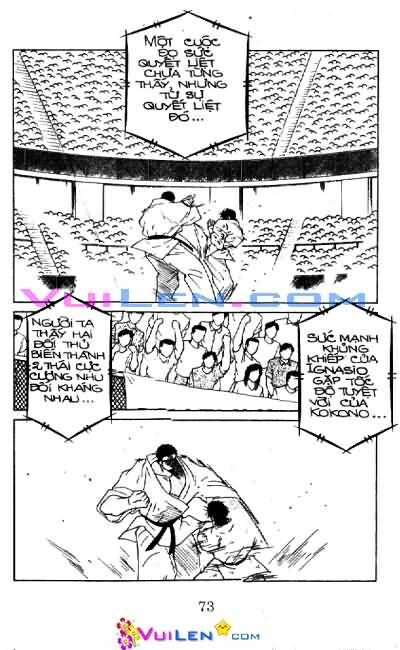 MỘT CUỘC
ĐỌ SỨC
QUYẾT LIỆT
CHƯA TỪNG
THẤY, NHƯNG
TỪ SỰ
QUYẾT LIỆT
ĐÓ...
VUILEN.COM
NGƯỜI TA
THẤY HAI
ĐỐI THỦ
BIẾN THÀNH
2 THÁI CỰC
CƯƠNG NHU
ĐỐI KHÁNG
NHAU...
SỨC MẠNH
KHỦNG
KHIẾP CỦA
IGNASIO
GẶP TỐC
ĐỘ TUYỆT
VỜI CỦA
KOKONO...
73
VUILEN.COM